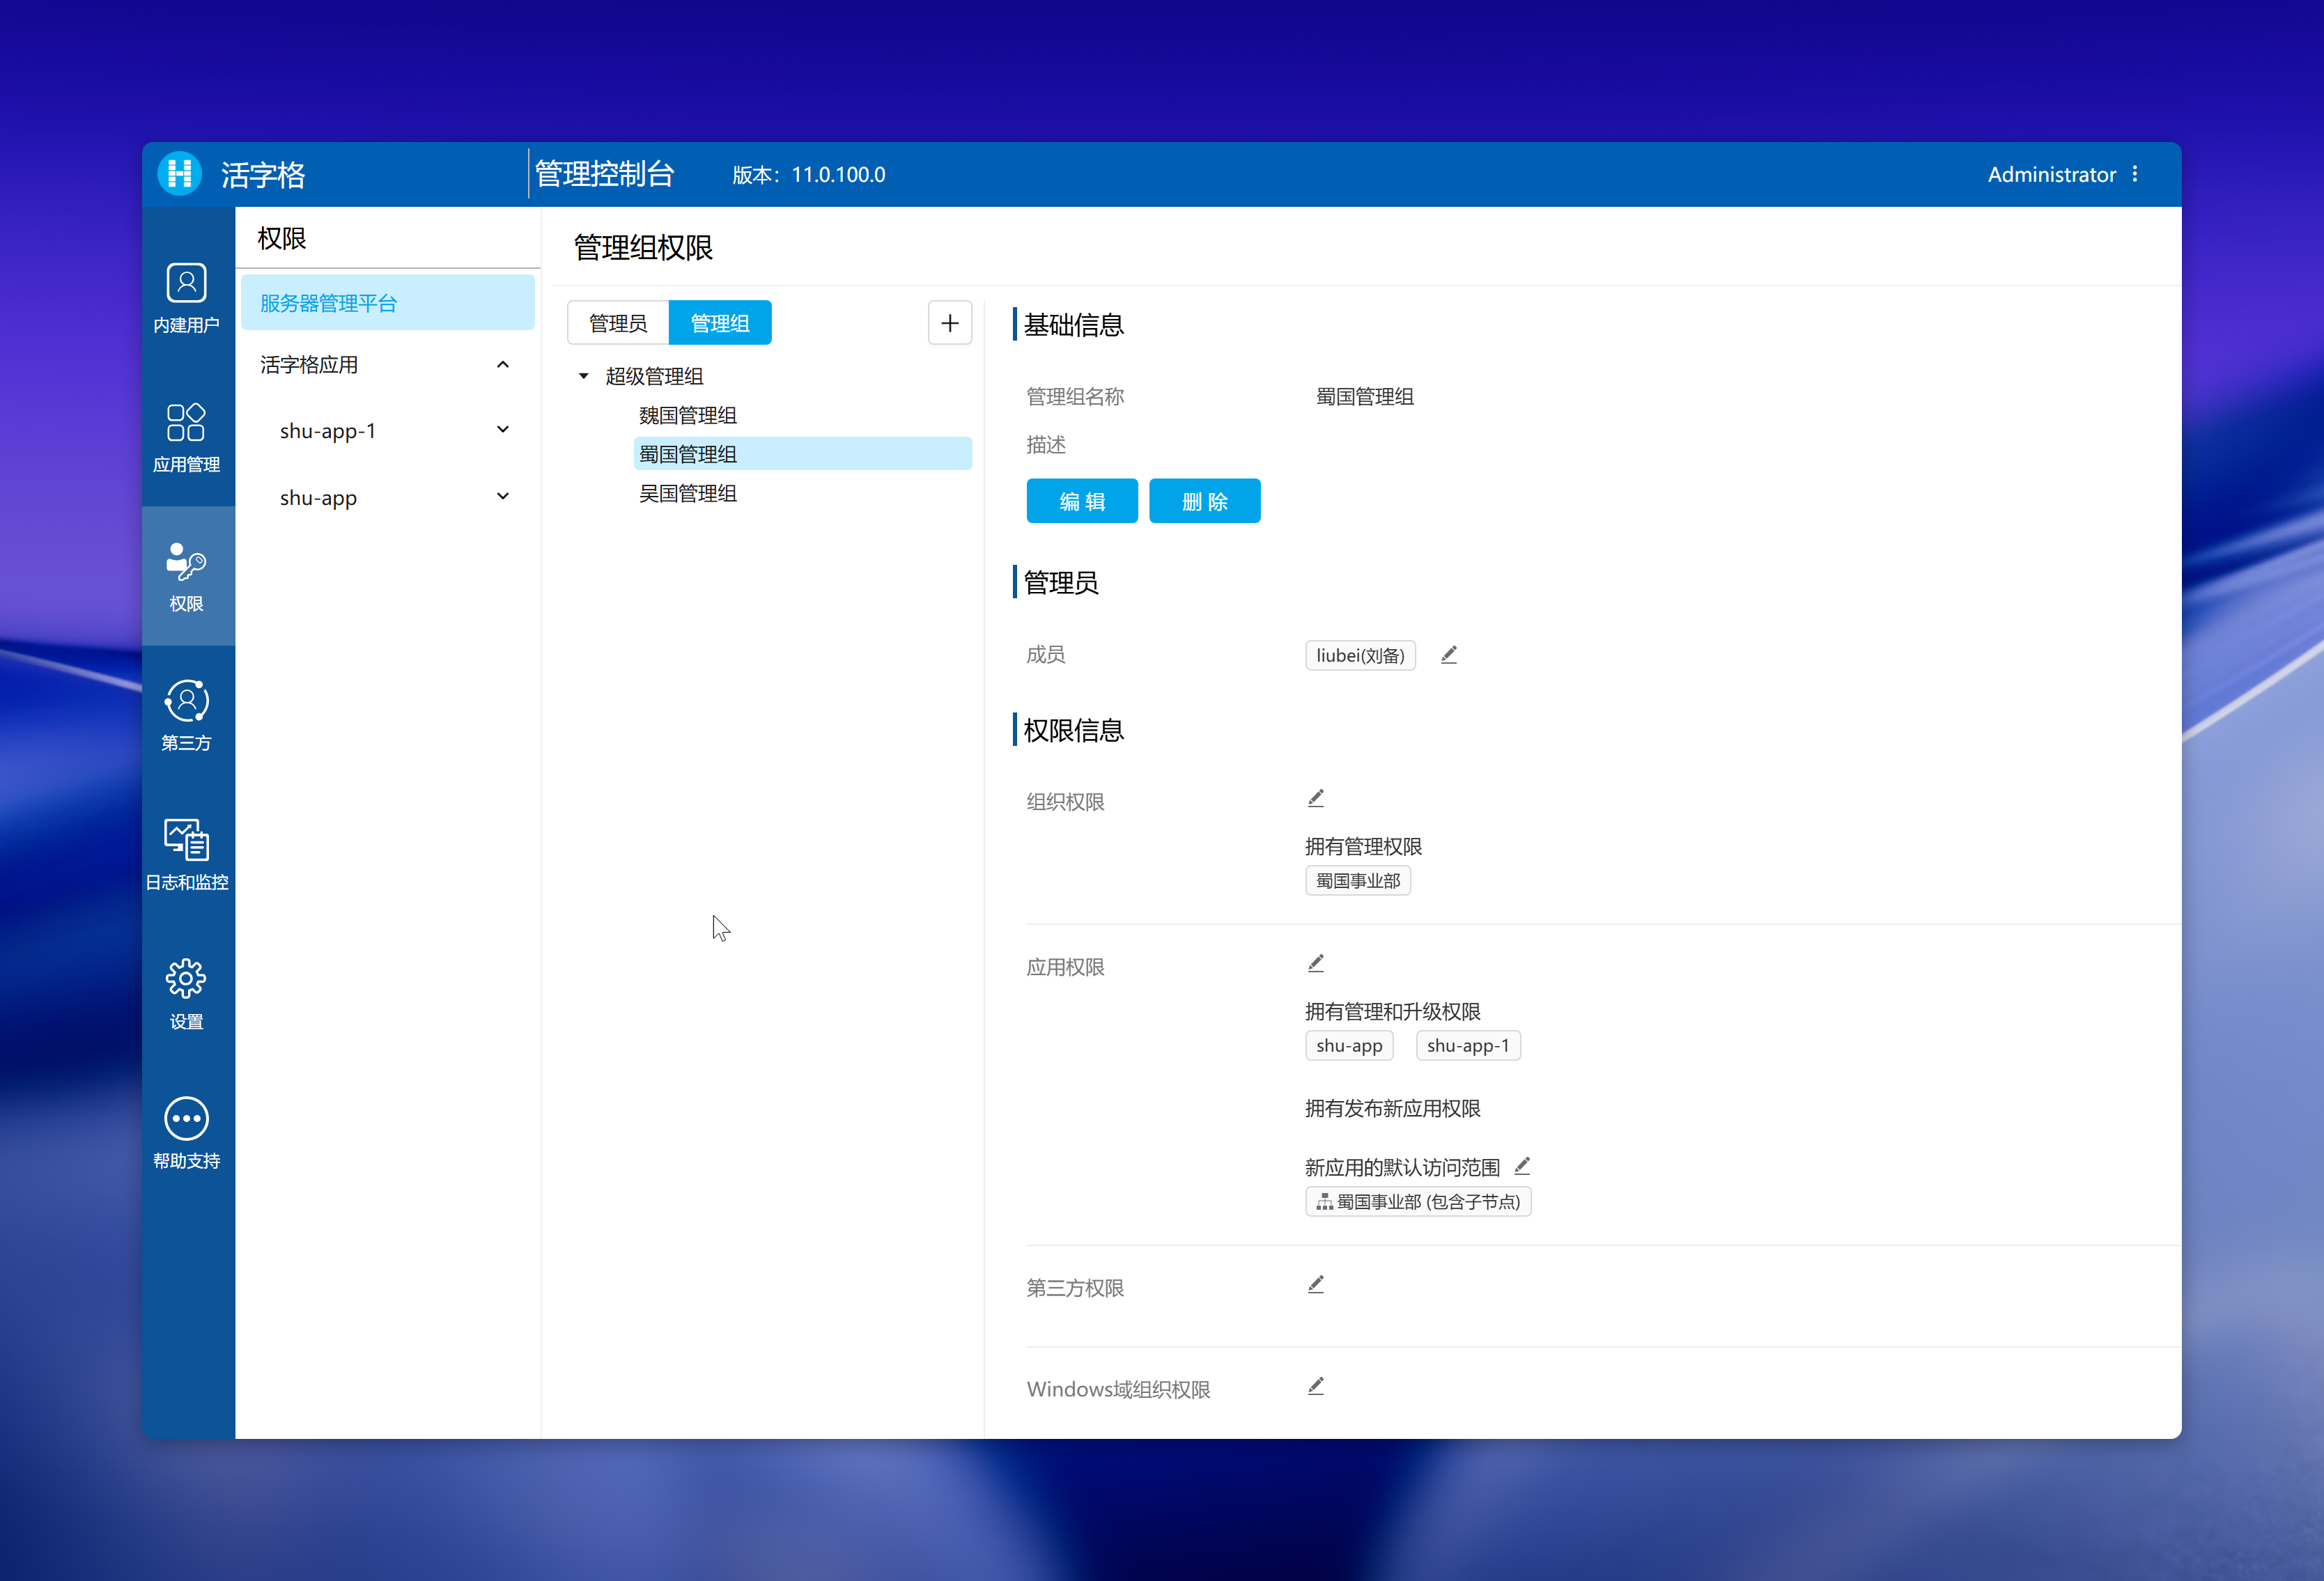 活字格
管理控制台
版本：11.0.100.0
Administrator
内建用户
应用管理
权限
第三方
日志和监控
设置
帮助支持
权限
服务器管理平台
活字格应用
shu-app-1
shu-app
管理组权限
管理员
管理组
超级管理组
魏国管理组
蜀国管理组
吴国管理组
基础信息
管理组名称 蜀国管理组
描述
编 辑 删 除
管理员
成员 liubei(刘备)
权限信息
组织权限
拥有管理权限
蜀国事业部
应用权限
拥有管理和升级权限
shu-app shu-app-1
拥有发布新应用权限
新应用的默认访问范围
蜀国事业部 (包含子节点)
第三方权限
Windows域组织权限